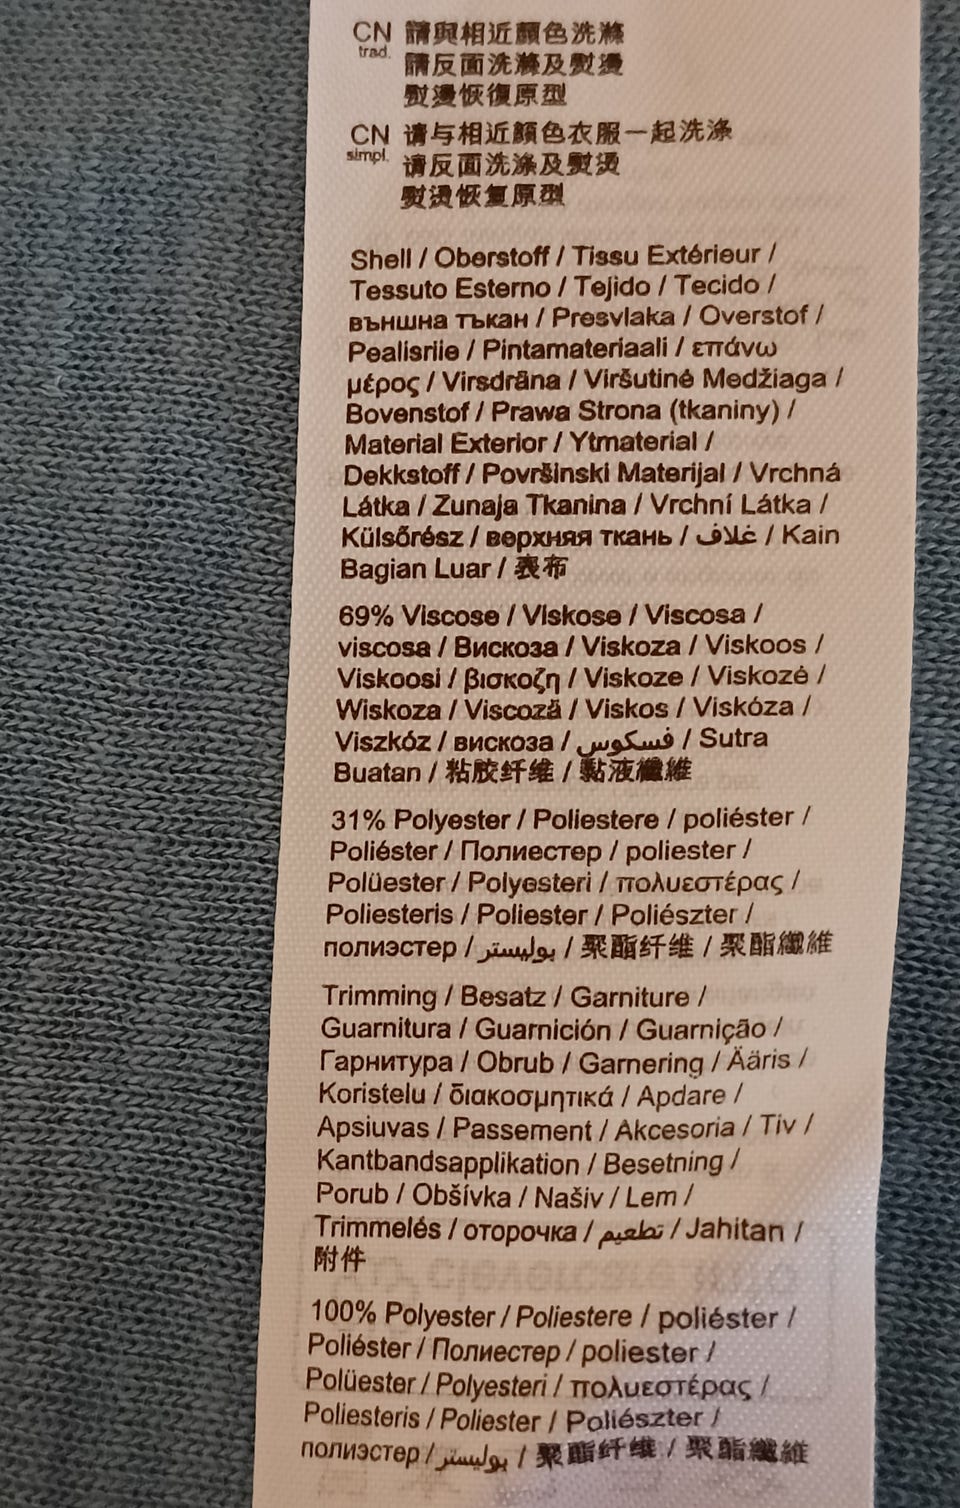 CN 請與相近顏色洗滌
trad.
請反面洗滌及熨燙
熨燙恢復原型
CN 请与相近顏色衣服一起洗涤
simpl.
请反面洗涤及熨烫
熨烫恢复原型
Shell / Oberstoff / Tissu Extérieur /
Tessuto Esterno / Tejido / Tecido /
външна тъкан / Presvlaka / Overstof /
Pealisriie / Pintamateriaali / επάνω
μέρος / Virsdrāna / Viršutinė Medžiaga /
Bovenstof / Prawa Strona (tkaniny) /
Material Exterior / Ytmaterial /
Dekkstoff / Površinski Materijal / Vrchná
Látka / Zunaja Tkanina / Vrchní Látka /
Külsőrész / верхняя ткань / غلاف / Kain
Bagian Luar / 表布
69% Viscose / Viskose / Viscosa /
viscosa / Вискоза / Viskoza / Viskoos /
Viskoosi / βισκοζη / Viskoze / Viskozė /
Wiskoza / Viscoză / Viskos / Viskóza /
Viszkóz / вискоза / فسكوس / Sutra
Buatan / 粘胶纤维 / 黏液纖維
31% Polyester / Poliestere / poliéster /
Poliéster / Полиестер / poliester /
Polüester / Polyesteri / πολυεστέρας /
Poliesteris / Poliester / Poliészter /
полиэстер / بوليستر / 聚酯纤维 / 聚酯纖維
Trimming / Besatz / Garniture /
Guarnitura / Guarnición / Guarnição /
Гарнитура / Obrub / Garnering / Ääris /
Koristelu / διακοσμητικά / Apdare /
Apsiuvas / Passement / Akcesoria / Tiv /
Kantbandsapplikation / Besetning /
Porub / Obšívka / Našiv / Lem /
Trimmelés / оторочка / تطعيم / Jahitan /
附件
100% Polyester / Poliestere / poliéster /
Poliéster / Полиестер / poliester /
Polüester / Polyesteri / πολυεστέρας /
Poliesteris / Poliester / Poliészter /
полиэстер / بوليستر / 聚酯纤维 / 聚酯纖維